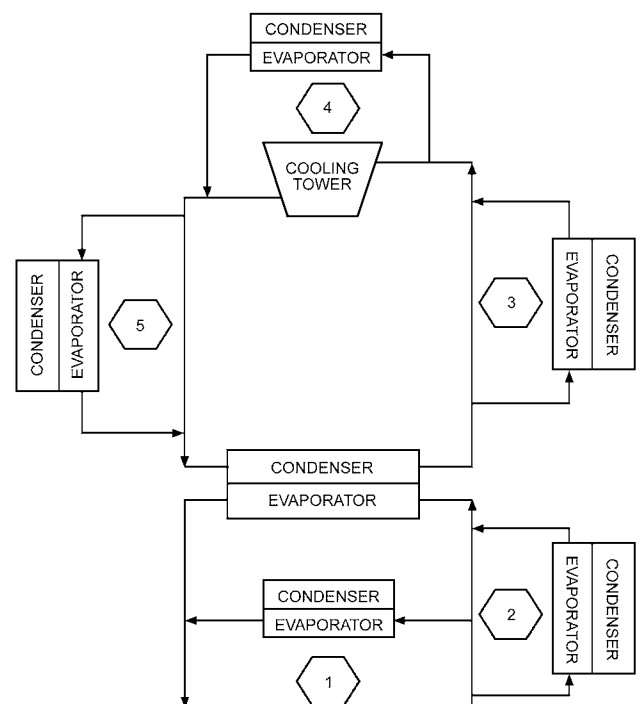 CONDENSER
EVAPORATOR
4
COOLING
TOWER
CONDENSER
EVAPORATOR
5
3
EVAPORATOR
CONDENSER
CONDENSER
EVAPORATOR
CONDENSER
EVAPORATOR
2
EVAPORATOR
CONDENSER
1